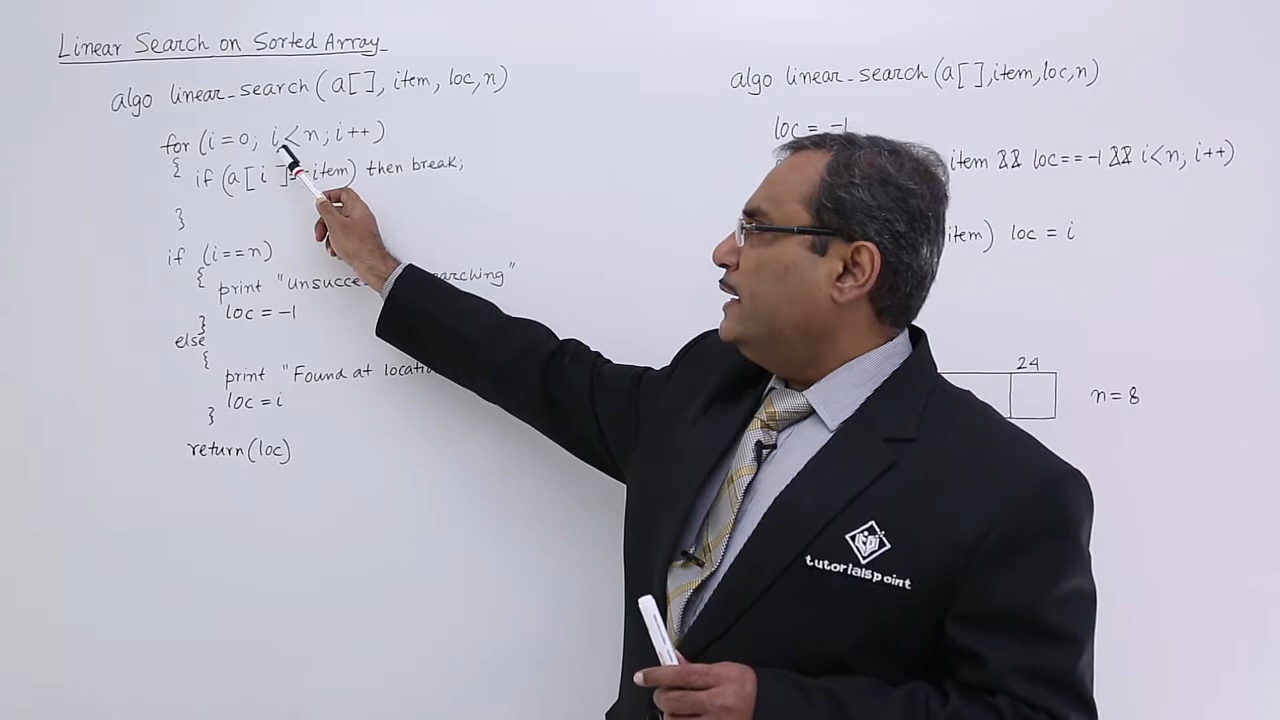 Linear Search on Sorted Array
algo linear_search (a[], item, loc, n)
for (i=0; i<n; i++)
{ if (a[i]==item) then break;
}
if (i==n)
{
print "Unsucce arching"
loc = -1
}
else
{
print "Found at
loc = i
}
return(loc)
algo linear_search(a[],item,loc,n)
loc = -1
item && loc==-1 && i<n; i++)
item) loc = i
24
n=8
tutorialspoint